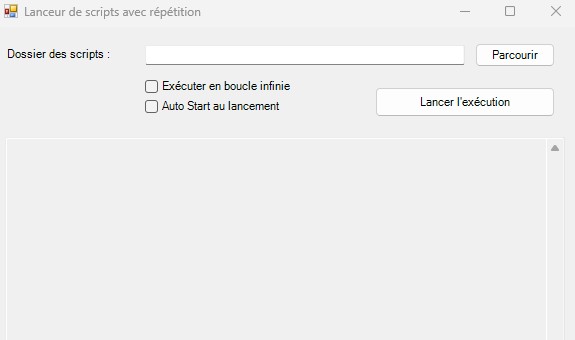 Lanceur de scripts avec répétition
Dossier des scripts :
Parcourir
Exécuter en boucle infinie
Auto Start au lancement
Lancer l'exécution